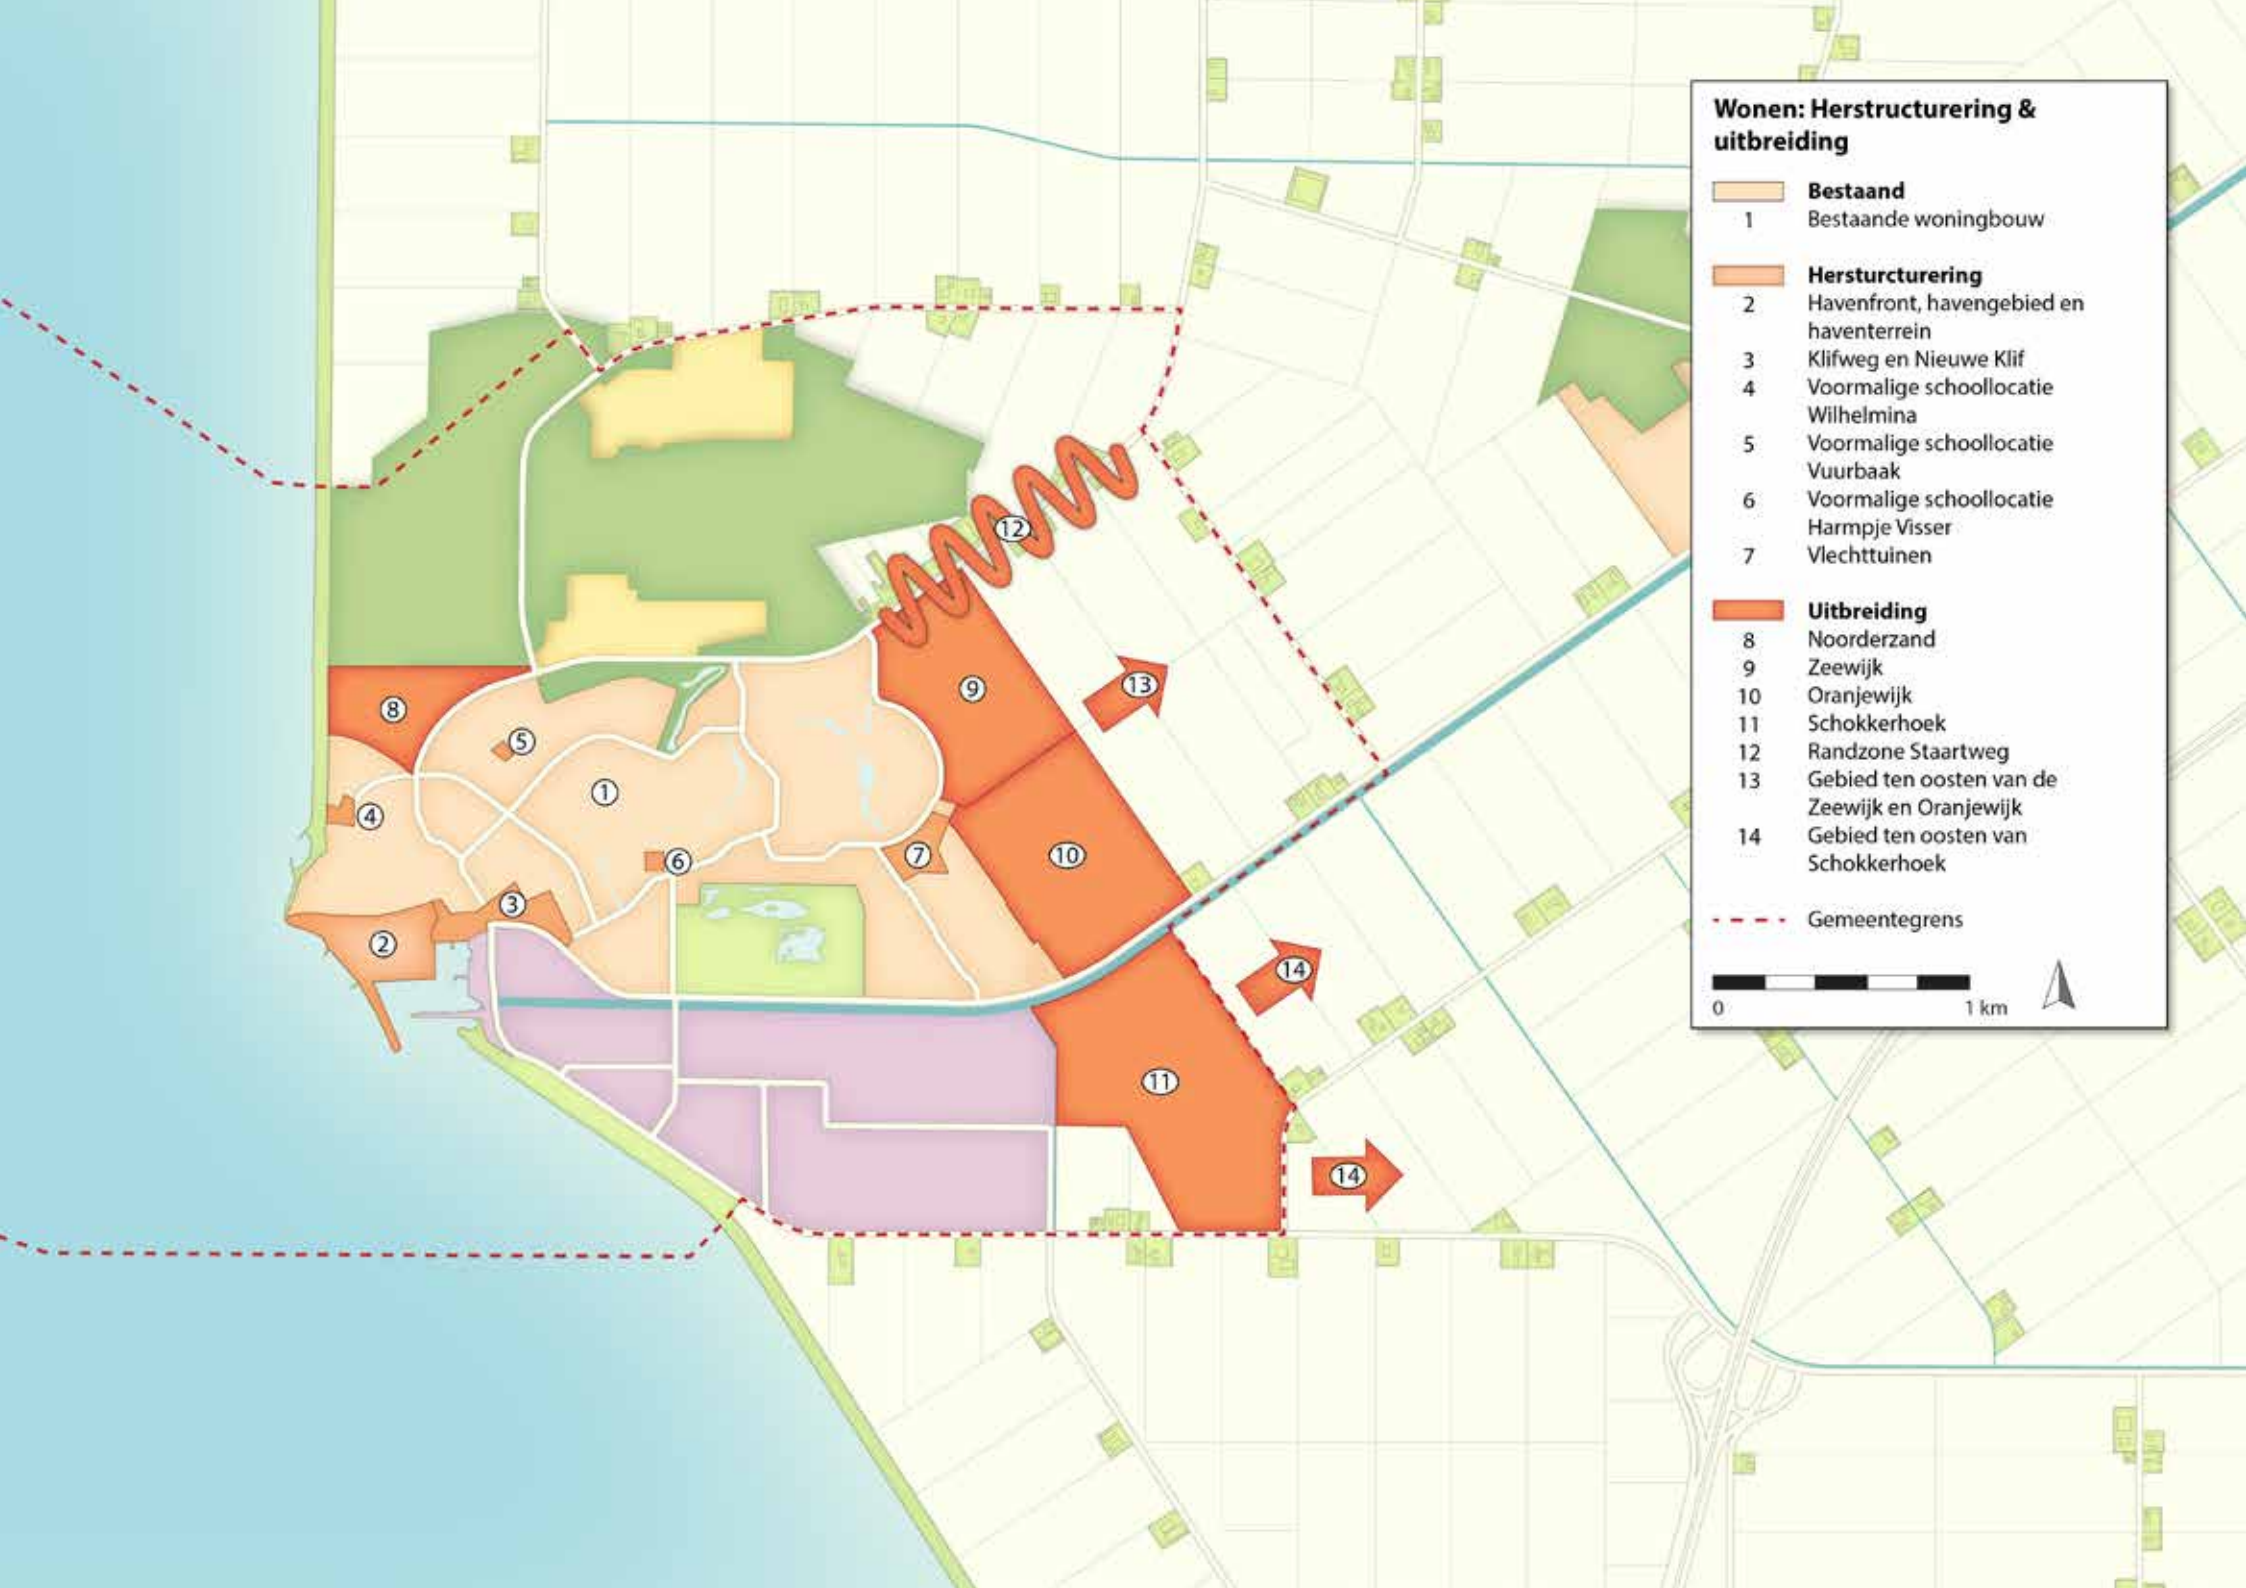 Wonen: Herstructurering &
uitbreiding
Bestaand
1 Bestaande woningbouw
Hersturcturering
2 Havenfront, havengebied en
haventerrein
3 Klifweg en Nieuwe Klif
4 Voormalige schoollocatie
Wilhelmina
5 Voormalige schoollocatie
Vuurbaak
6 Voormalige schoollocatie
Harmpje Visser
7 Vlechttuinen
Uitbreiding
8 Noorderzand
9 Zeewijk
10 Oranjewijk
11 Schokkerhoek
12 Randzone Staartweg
13 Gebied ten oosten van de
Zeewijk en Oranjewijk
14 Gebied ten oosten van
Schokkerhoek
Gemeentegrens
0 1 km
12
13
9
8
5
1
4
6
7
10
3
2
14
11
14